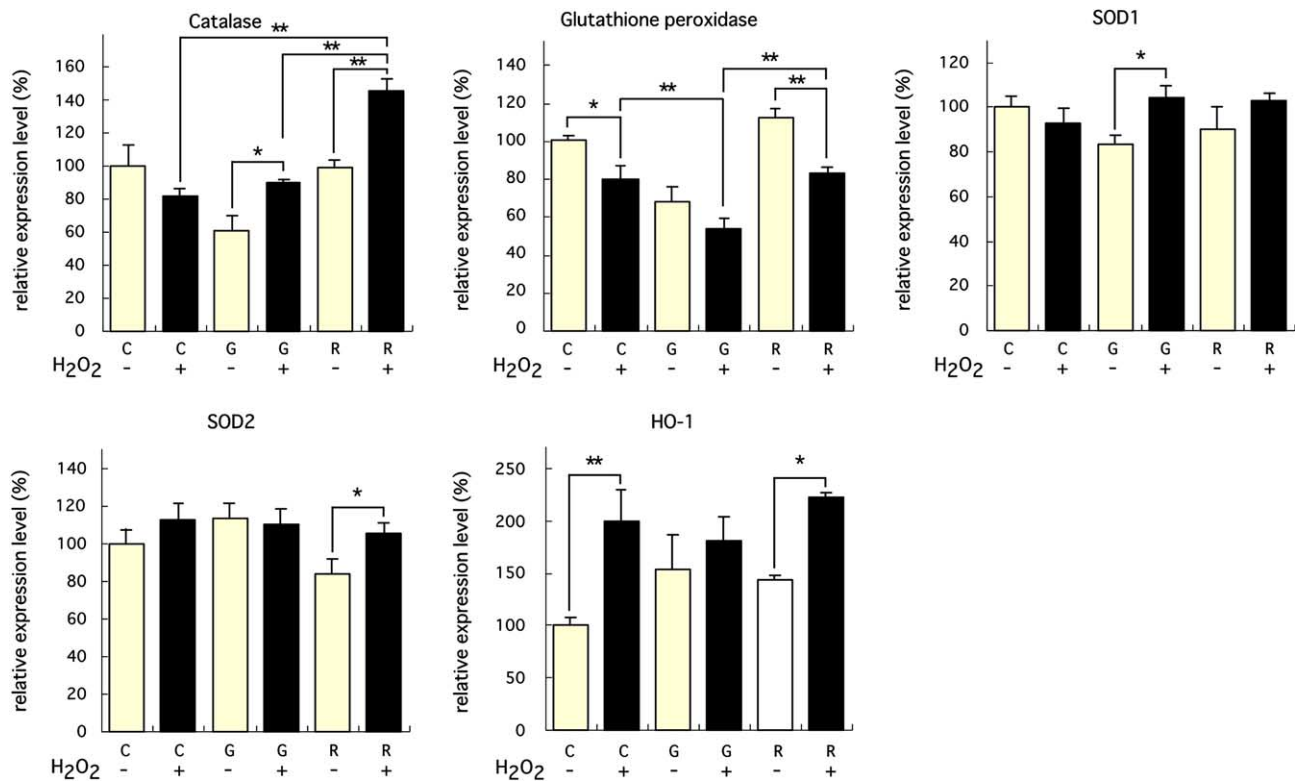 Catalase
relative expression level (%)
160
140
120
100
80
60
40
20
0
**
**
**
*
C C G G R R
H2O2 - + - + - +
Glutathione peroxidase
relative expression level (%)
140
120
100
80
60
40
20
0
*
**
**
**
C C G G R R
H2O2 - + - + - +
SOD1
relative expression level (%)
120
100
80
60
40
20
0
*
C C G G R R
H2O2 - + - + - +
SOD2
relative expression level (%)
140
120
100
80
60
40
20
0
*
C C G G R R
H2O2 - + - + - +
HO-1
relative expression level (%)
250
200
150
100
50
0
**
*
C C G G R R
H2O2 - + - + - +